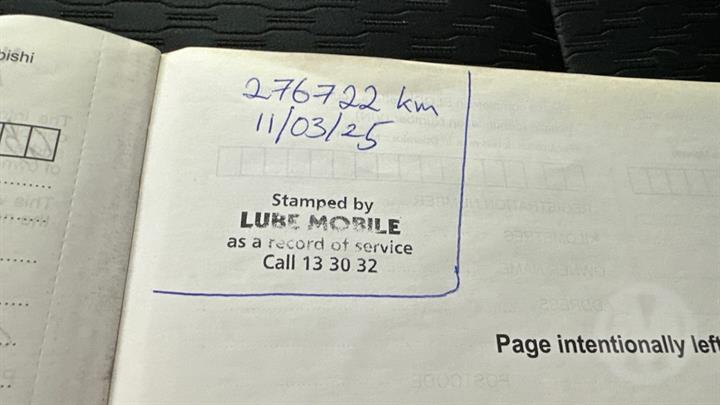 bishi
276722 km
11/03/25
Stamped by
LUBE MOBILE
as a record of service
Call 13 30 32
Page intentionally left